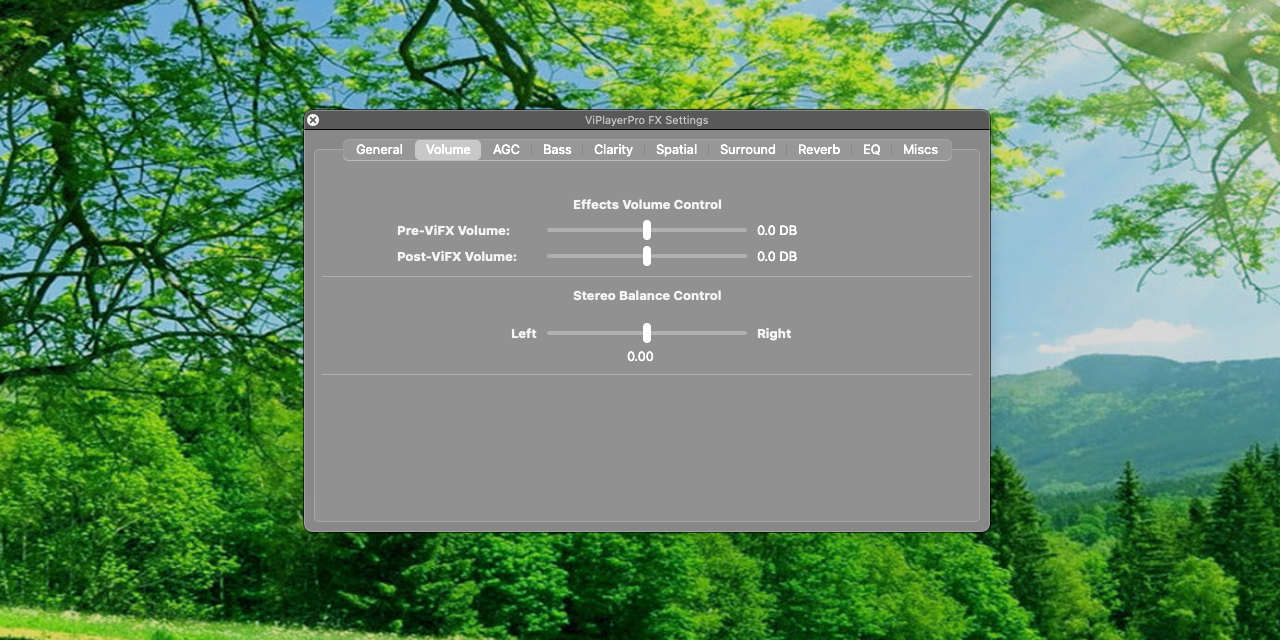 ViPlayerPro FX Settings
General Volume AGC Bass Clarity Spatial Surround Reverb EQ Miscs
Effects Volume Control
Pre-ViFX Volume: 0.0 DB
Post-ViFX Volume: 0.0 DB
Stereo Balance Control
Left Right
0.00